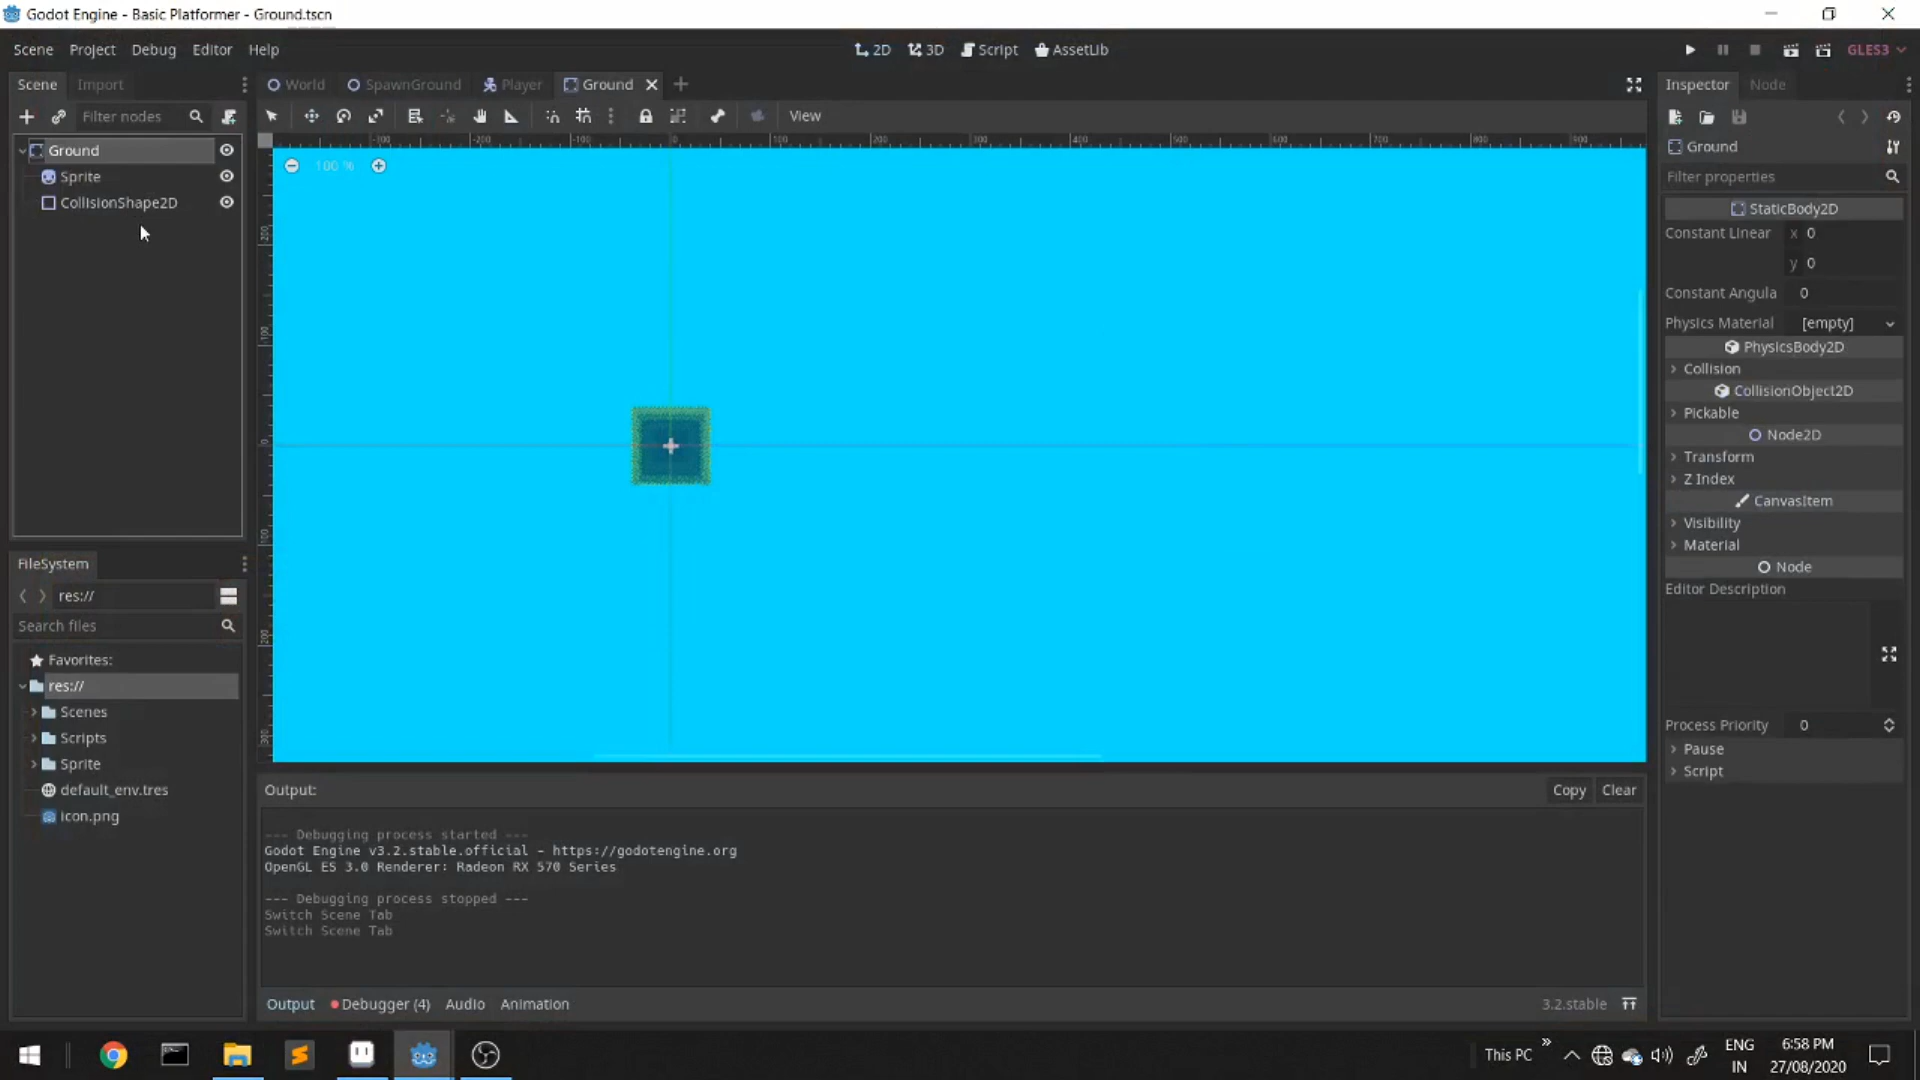 Godot Engine - Basic Platformer - Ground.tscn
Scene Project Debug Editor Help
2D 3D Script AssetLib
GLES3
Scene Import
World SpawnGround Player Ground
Inspector Node
Filter nodes
View
Ground
Sprite
CollisionShape2D
100 %
Ground
Filter properties
StaticBody2D
Constant Linear x 0
y 0
Constant Angula 0
Physics Material [empty]
PhysicsBody2D
Collision
CollisionObject2D
Pickable
Node2D
Transform
Z Index
CanvasItem
Visibility
Material
Node
Editor Description
Process Priority 0
Pause
Script
FileSystem
res://
Search files
Favorites:
res://
Scenes
Scripts
Sprite
default_env.tres
icon.png
Output:
Copy Clear
--- Debugging process started ---
Godot Engine v3.2.stable.official - https://godotengine.org
OpenGL ES 3.0 Renderer: Radeon RX 570 Series
--- Debugging process stopped ---
Switch Scene Tab
Switch Scene Tab
Output Debugger (4) Audio Animation
3.2.stable
This PC
ENG
IN
6:58 PM
27/08/2020